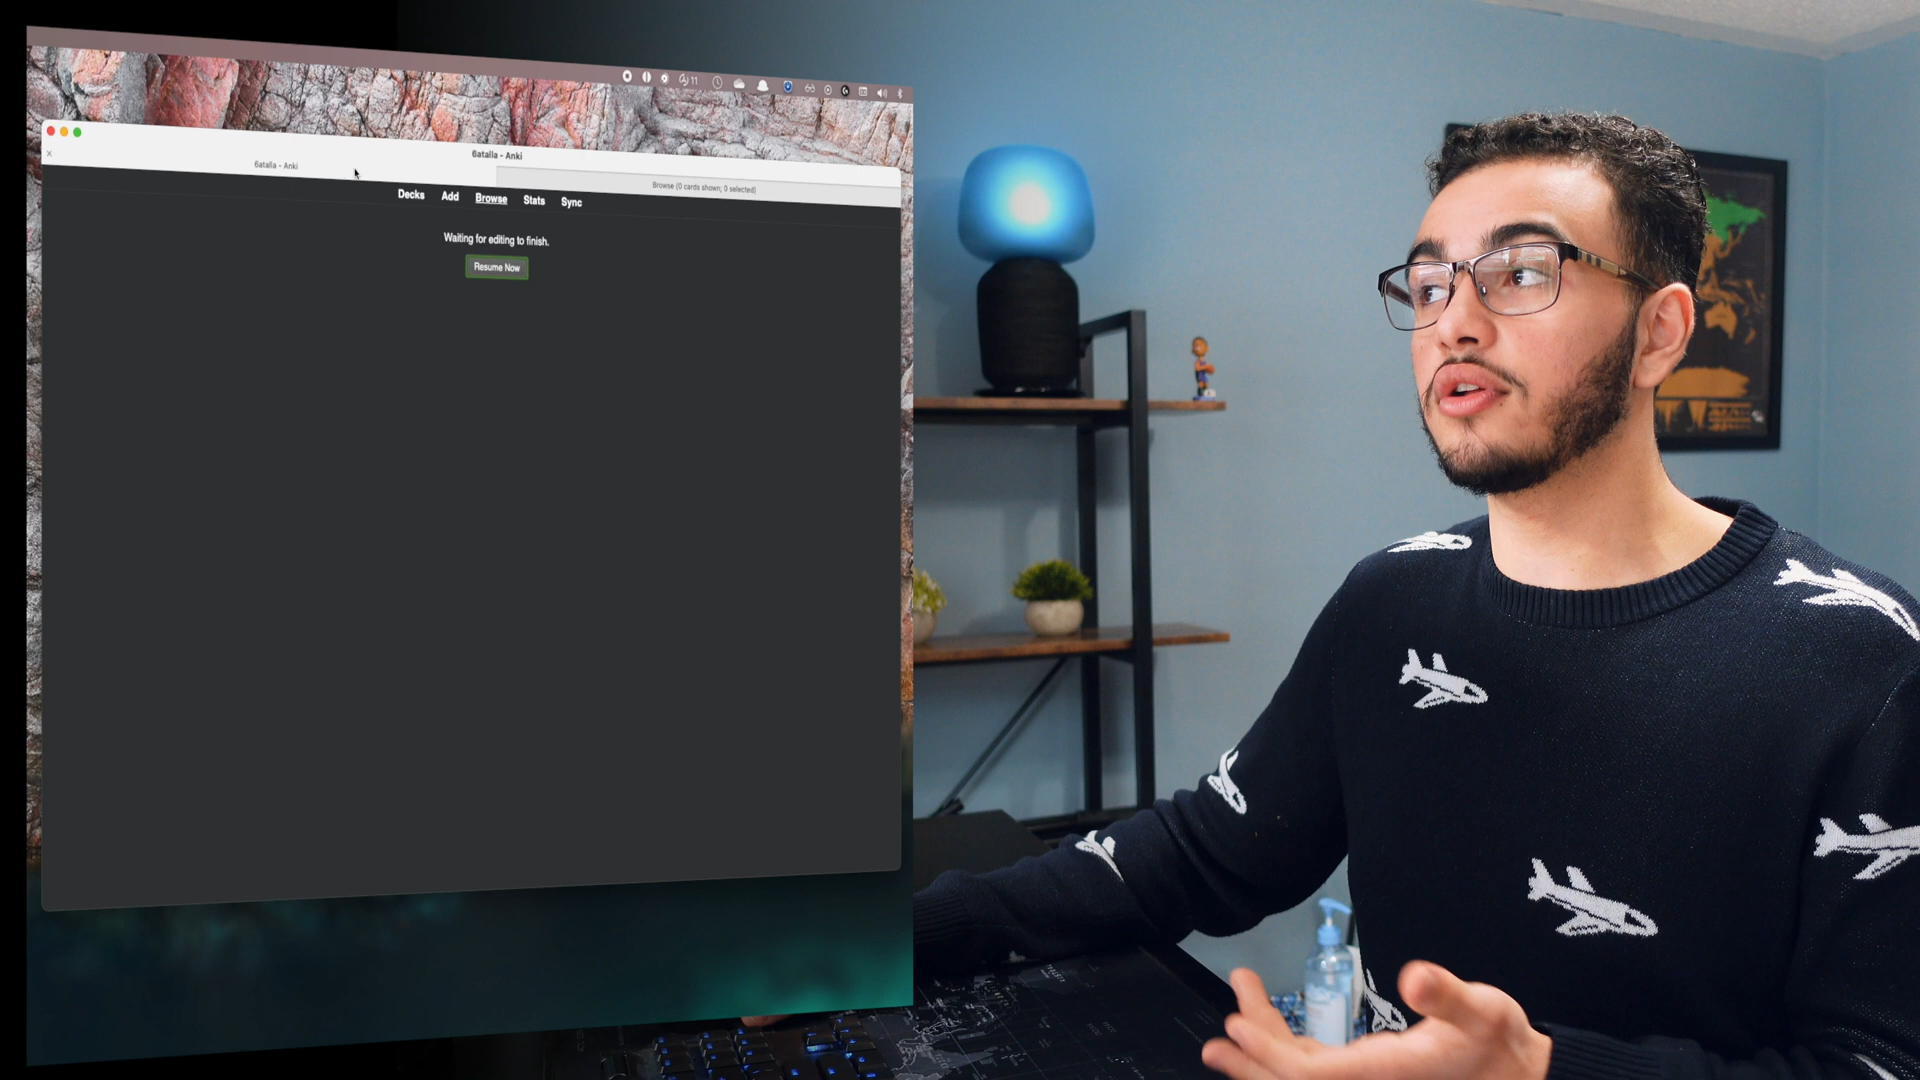 11
6atalla - Anki
6atalla - Anki
Browse (0 cards shown; 0 selected)
Decks Add Browse Stats Sync
Waiting for editing to finish.
Resume Now